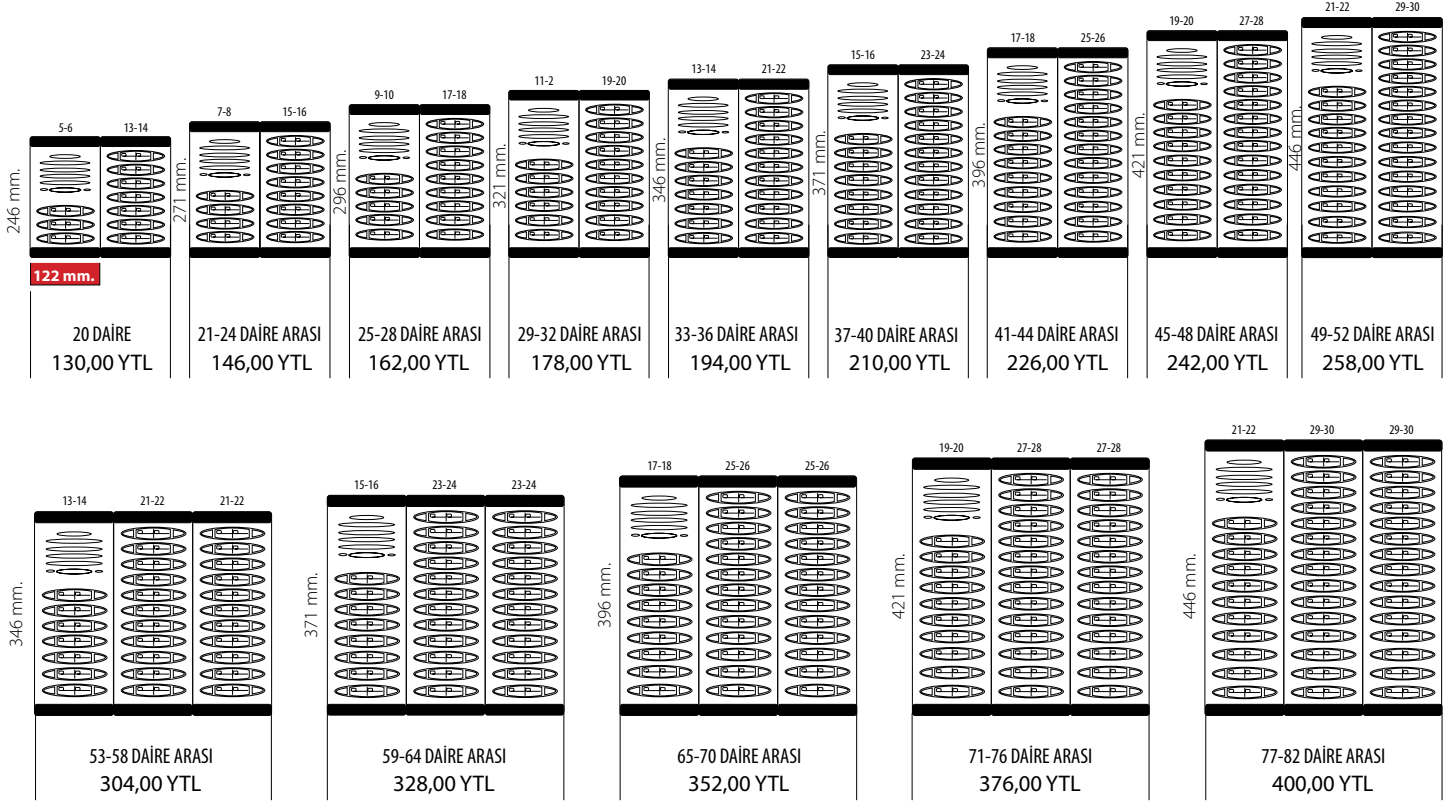 5-6 13-14
246 mm.
122 mm.
20 DAİRE
130,00 YTL
7-8 15-16
271 mm.
21-24 DAİRE ARASI
146,00 YTL
9-10 17-18
296 mm.
25-28 DAİRE ARASI
162,00 YTL
11-2 19-20
321 mm.
29-32 DAİRE ARASI
178,00 YTL
13-14 21-22
346 mm.
33-36 DAİRE ARASI
194,00 YTL
15-16 23-24
371 mm.
37-40 DAİRE ARASI
210,00 YTL
17-18 25-26
396 mm.
41-44 DAİRE ARASI
226,00 YTL
19-20 27-28
421 mm.
45-48 DAİRE ARASI
242,00 YTL
21-22 29-30
446 mm.
49-52 DAİRE ARASI
258,00 YTL
13-14 21-22 21-22
346 mm.
53-58 DAİRE ARASI
304,00 YTL
15-16 23-24 23-24
371 mm.
59-64 DAİRE ARASI
328,00 YTL
17-18 25-26 25-26
396 mm.
65-70 DAİRE ARASI
352,00 YTL
19-20 27-28 27-28
421 mm.
71-76 DAİRE ARASI
376,00 YTL
21-22 29-30 29-30
446 mm.
77-82 DAİRE ARASI
400,00 YTL